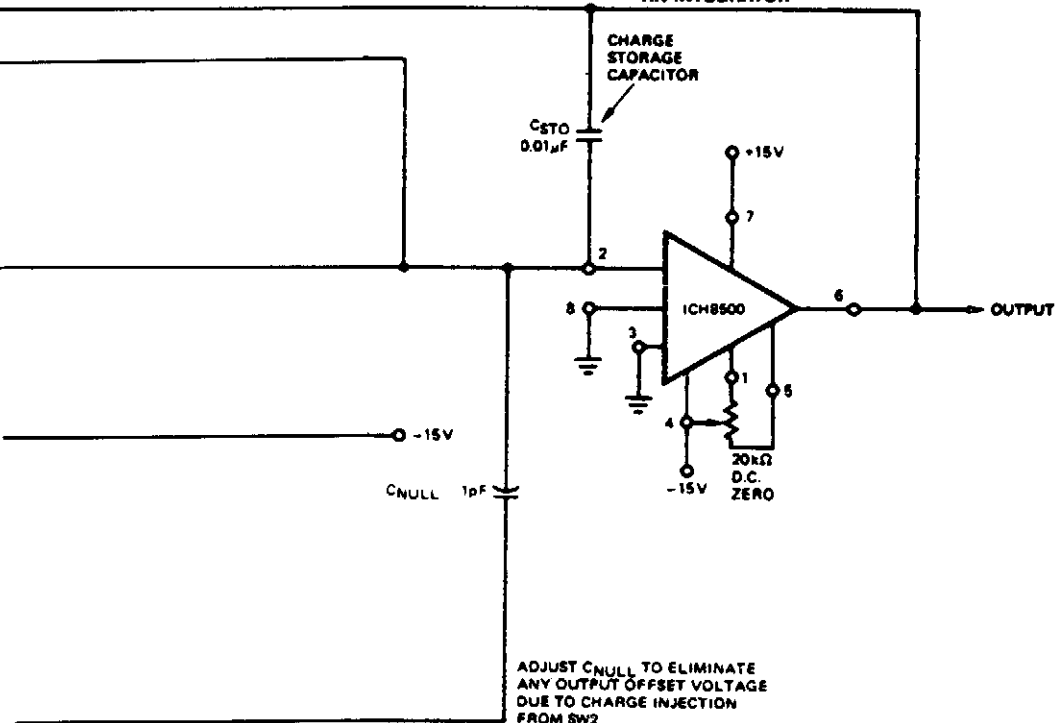 CHARGE
STORAGE
CAPACITOR
CSTO
0.01μF
+15V
7
2
8
ICH8500
6
OUTPUT
3
1
5
4
-15V
20kΩ
D.C.
ZERO
-15V
CNULL 1pF
ADJUST CNULL TO ELIMINATE
ANY OUTPUT OFFSET VOLTAGE
DUE TO CHARGE INJECTION
FROM SW2